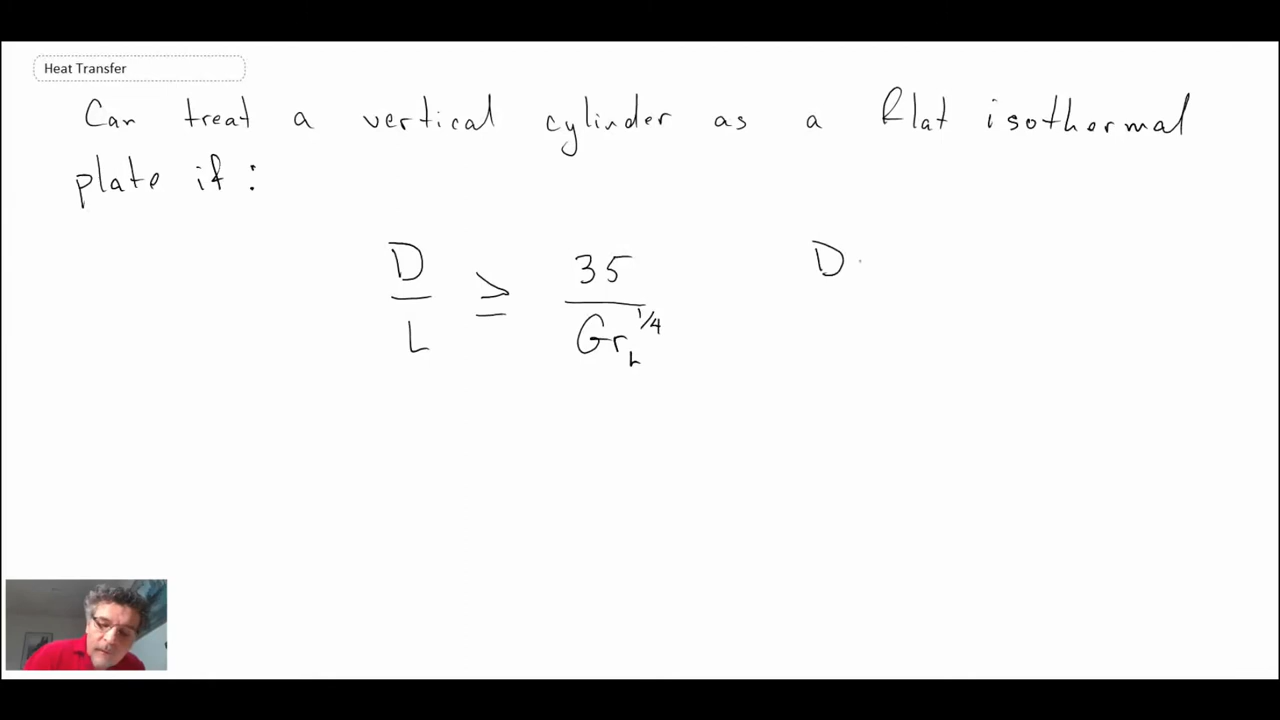 Heat Transfer
Can treat a vertical cylinder as a flat isothermal
plate if :
D/L ≥ 35/Gr_L^1/4 D